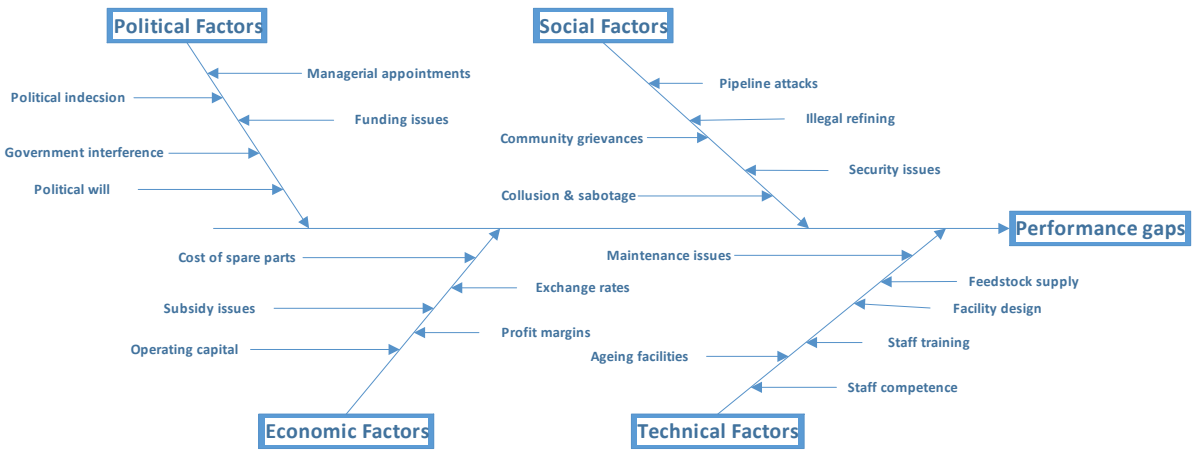 Political Factors
Social Factors
Managerial appointments
Pipeline attacks
Political indecsion
Funding issues
Illegal refining
Community grievances
Government interference
Security issues
Political will
Collusion & sabotage
Performance gaps
Cost of spare parts
Maintenance issues
Exchange rates
Feedstock supply
Subsidy issues
Facility design
Profit margins
Operating capital
Staff training
Ageing facilities
Staff competence
Economic Factors
Technical Factors